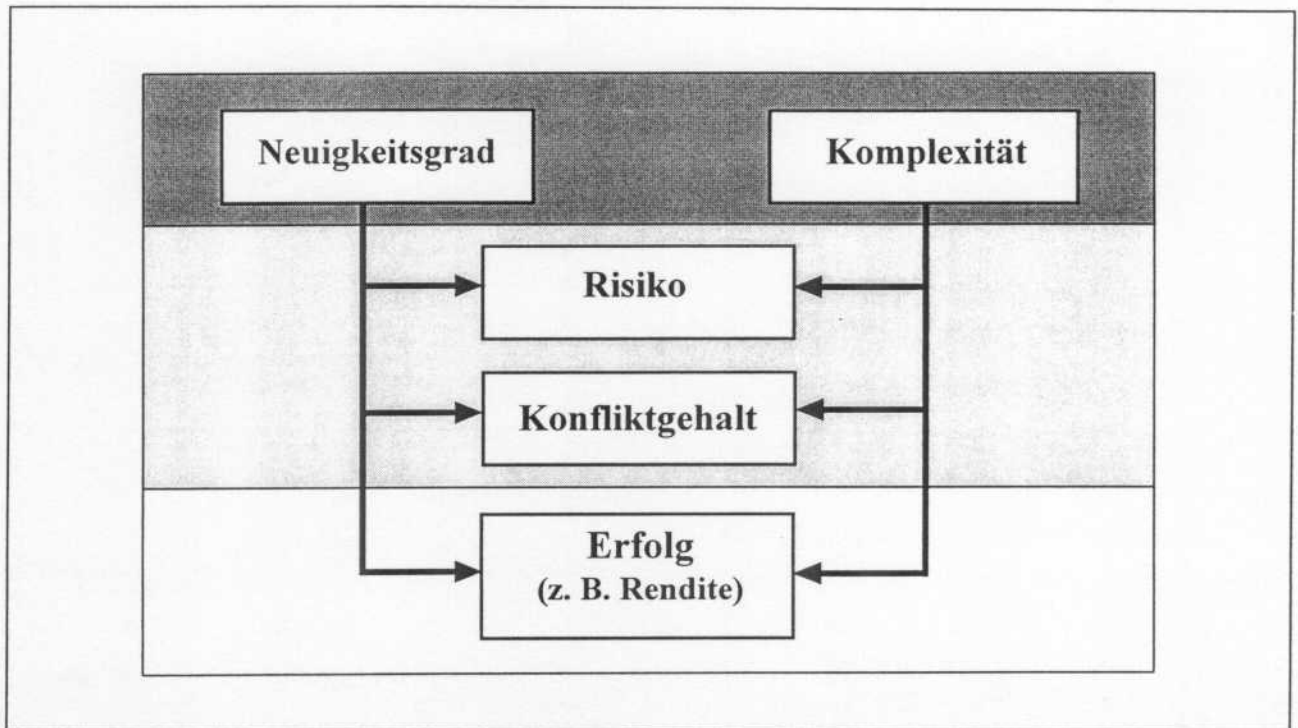 Neuigkeitsgrad
Komplexität
Risiko
Konfliktgehalt
Erfolg
(z. B. Rendite)